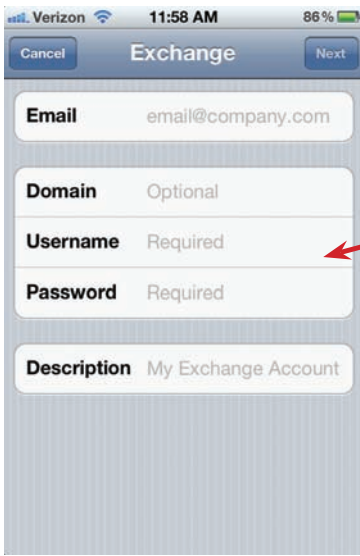 Verizon 11:58 AM 86%
Cancel Exchange Next
Email email@company.com
Domain Optional
Username Required
Password Required
Description My Exchange Account